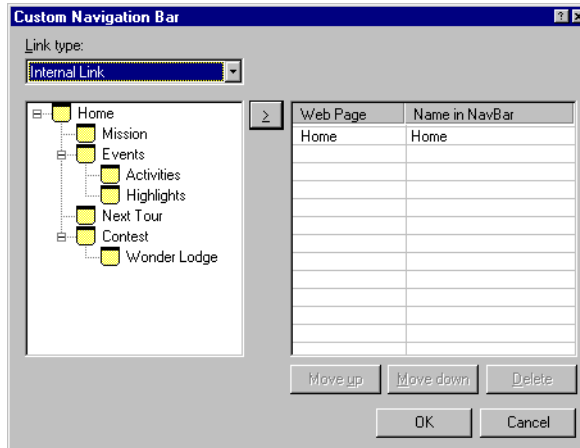 Custom Navigation Bar
Link type:
Internal Link
Home
Mission
Events
Activities
Highlights
Next Tour
Contest
Wonder Lodge
>
Web Page Name in NavBar
Home Home
Move up Move down Delete
OK Cancel